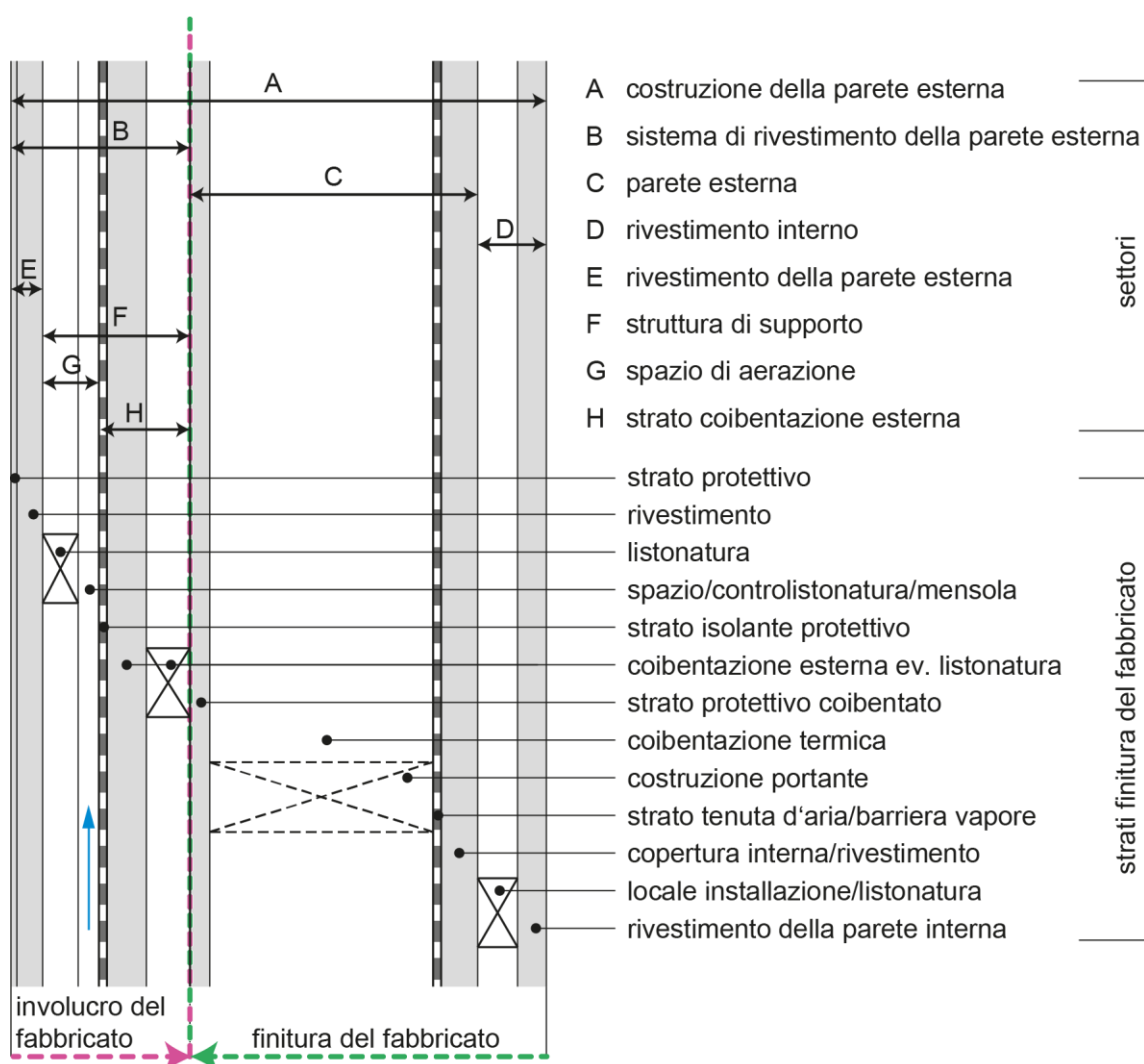 A
B
C
D
E
F
G
H
A costruzione della parete esterna
B sistema di rivestimento della parete esterna
C parete esterna
D rivestimento interno
E rivestimento della parete esterna
F struttura di supporto
G spazio di aerazione
H strato coibentazione esterna
settori
strato protettivo
rivestimento
listonatura
spazio/controlistonatura/mensola
strato isolante protettivo
coibentazione esterna ev. listonatura
strato protettivo coibentato
coibentazione termica
costruzione portante
strato tenuta d‘aria/barriera vapore
copertura interna/rivestimento
locale installazione/listonatura
rivestimento della parete interna
strati finitura del fabbricato
involucro del
fabbricato
finitura del fabbricato